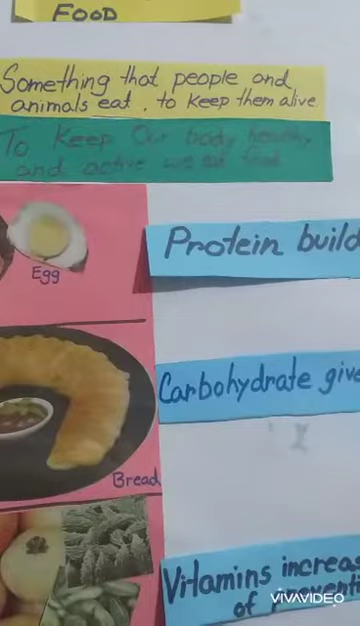 FOOD
Something that people and
animals eat. to keep them alive
To Keep Our body healthy
and active we eat food
Egg
Protein build
Carbohydrate give
Bread
Vitamins increas
of
VIVAVIDEO